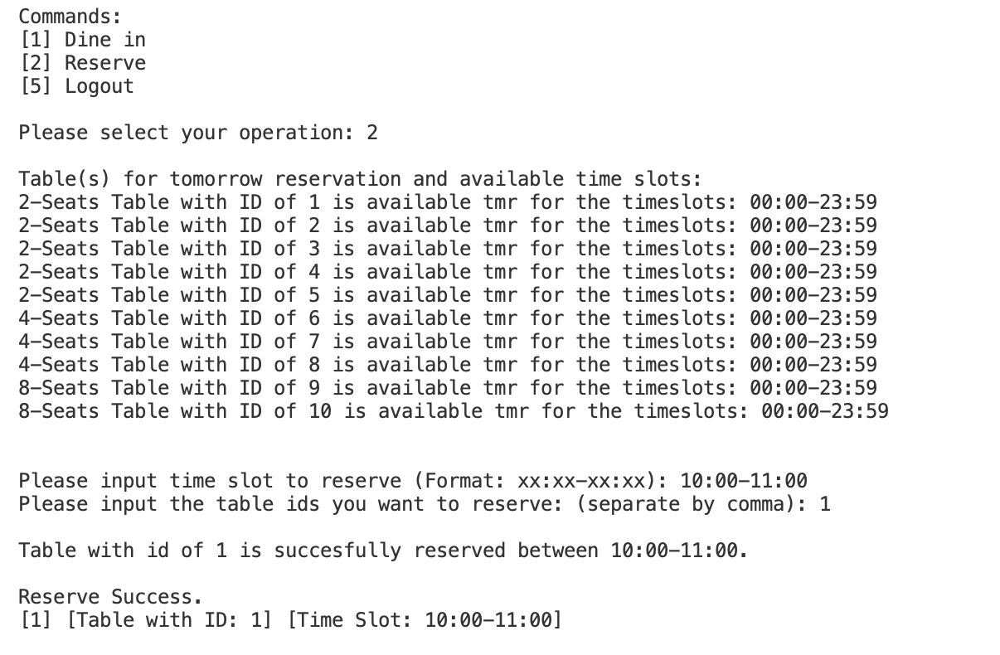 Commands:
[1] Dine in
[2] Reserve
[5] Logout
Please select your operation: 2
Table(s) for tomorrow reservation and available time slots:
2-Seats Table with ID of 1 is available tmr for the timeslots: 00:00-23:59
2-Seats Table with ID of 2 is available tmr for the timeslots: 00:00-23:59
2-Seats Table with ID of 3 is available tmr for the timeslots: 00:00-23:59
2-Seats Table with ID of 4 is available tmr for the timeslots: 00:00-23:59
2-Seats Table with ID of 5 is available tmr for the timeslots: 00:00-23:59
4-Seats Table with ID of 6 is available tmr for the timeslots: 00:00-23:59
4-Seats Table with ID of 7 is available tmr for the timeslots: 00:00-23:59
4-Seats Table with ID of 8 is available tmr for the timeslots: 00:00-23:59
8-Seats Table with ID of 9 is available tmr for the timeslots: 00:00-23:59
8-Seats Table with ID of 10 is available tmr for the timeslots: 00:00-23:59
Please input time slot to reserve (Format: xx:xx-xx:xx): 10:00-11:00
Please input the table ids you want to reserve: (separate by comma): 1
Table with id of 1 is succesfully reserved between 10:00-11:00.
Reserve Success.
[1] [Table with ID: 1] [Time Slot: 10:00-11:00]